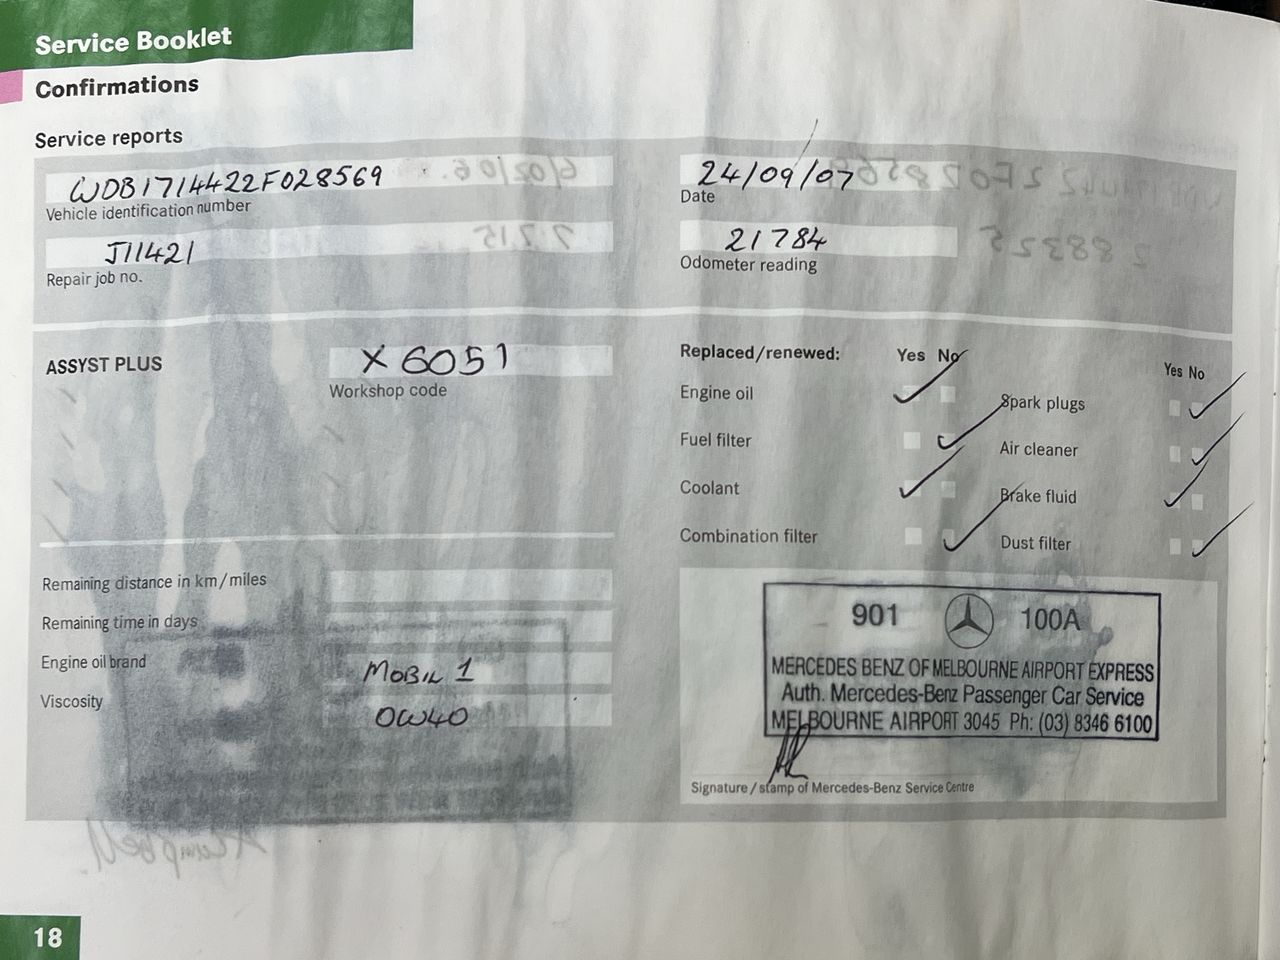 Service Booklet
Confirmations
Service reports
WDB1714422F028569
Vehicle identification number
24/09/07
Date
J11421
Repair job no.
21784
Odometer reading
ASSYST PLUS
X6051
Workshop code
Replaced/renewed: Yes No Yes No
Engine oil
Spark plugs
Fuel filter
Air cleaner
Coolant
Brake fluid
Combination filter
Dust filter
Remaining distance in km/miles
Remaining time in days
Engine oil brand MOBIL 1
Viscosity 0W40
901 100A
MERCEDES BENZ OF MELBOURNE AIRPORT EXPRESS
Auth. Mercedes-Benz Passenger Car Service
MELBOURNE AIRPORT 3045 Ph: (03) 8346 6100
Signature/stamp of Mercedes-Benz Service Centre
18